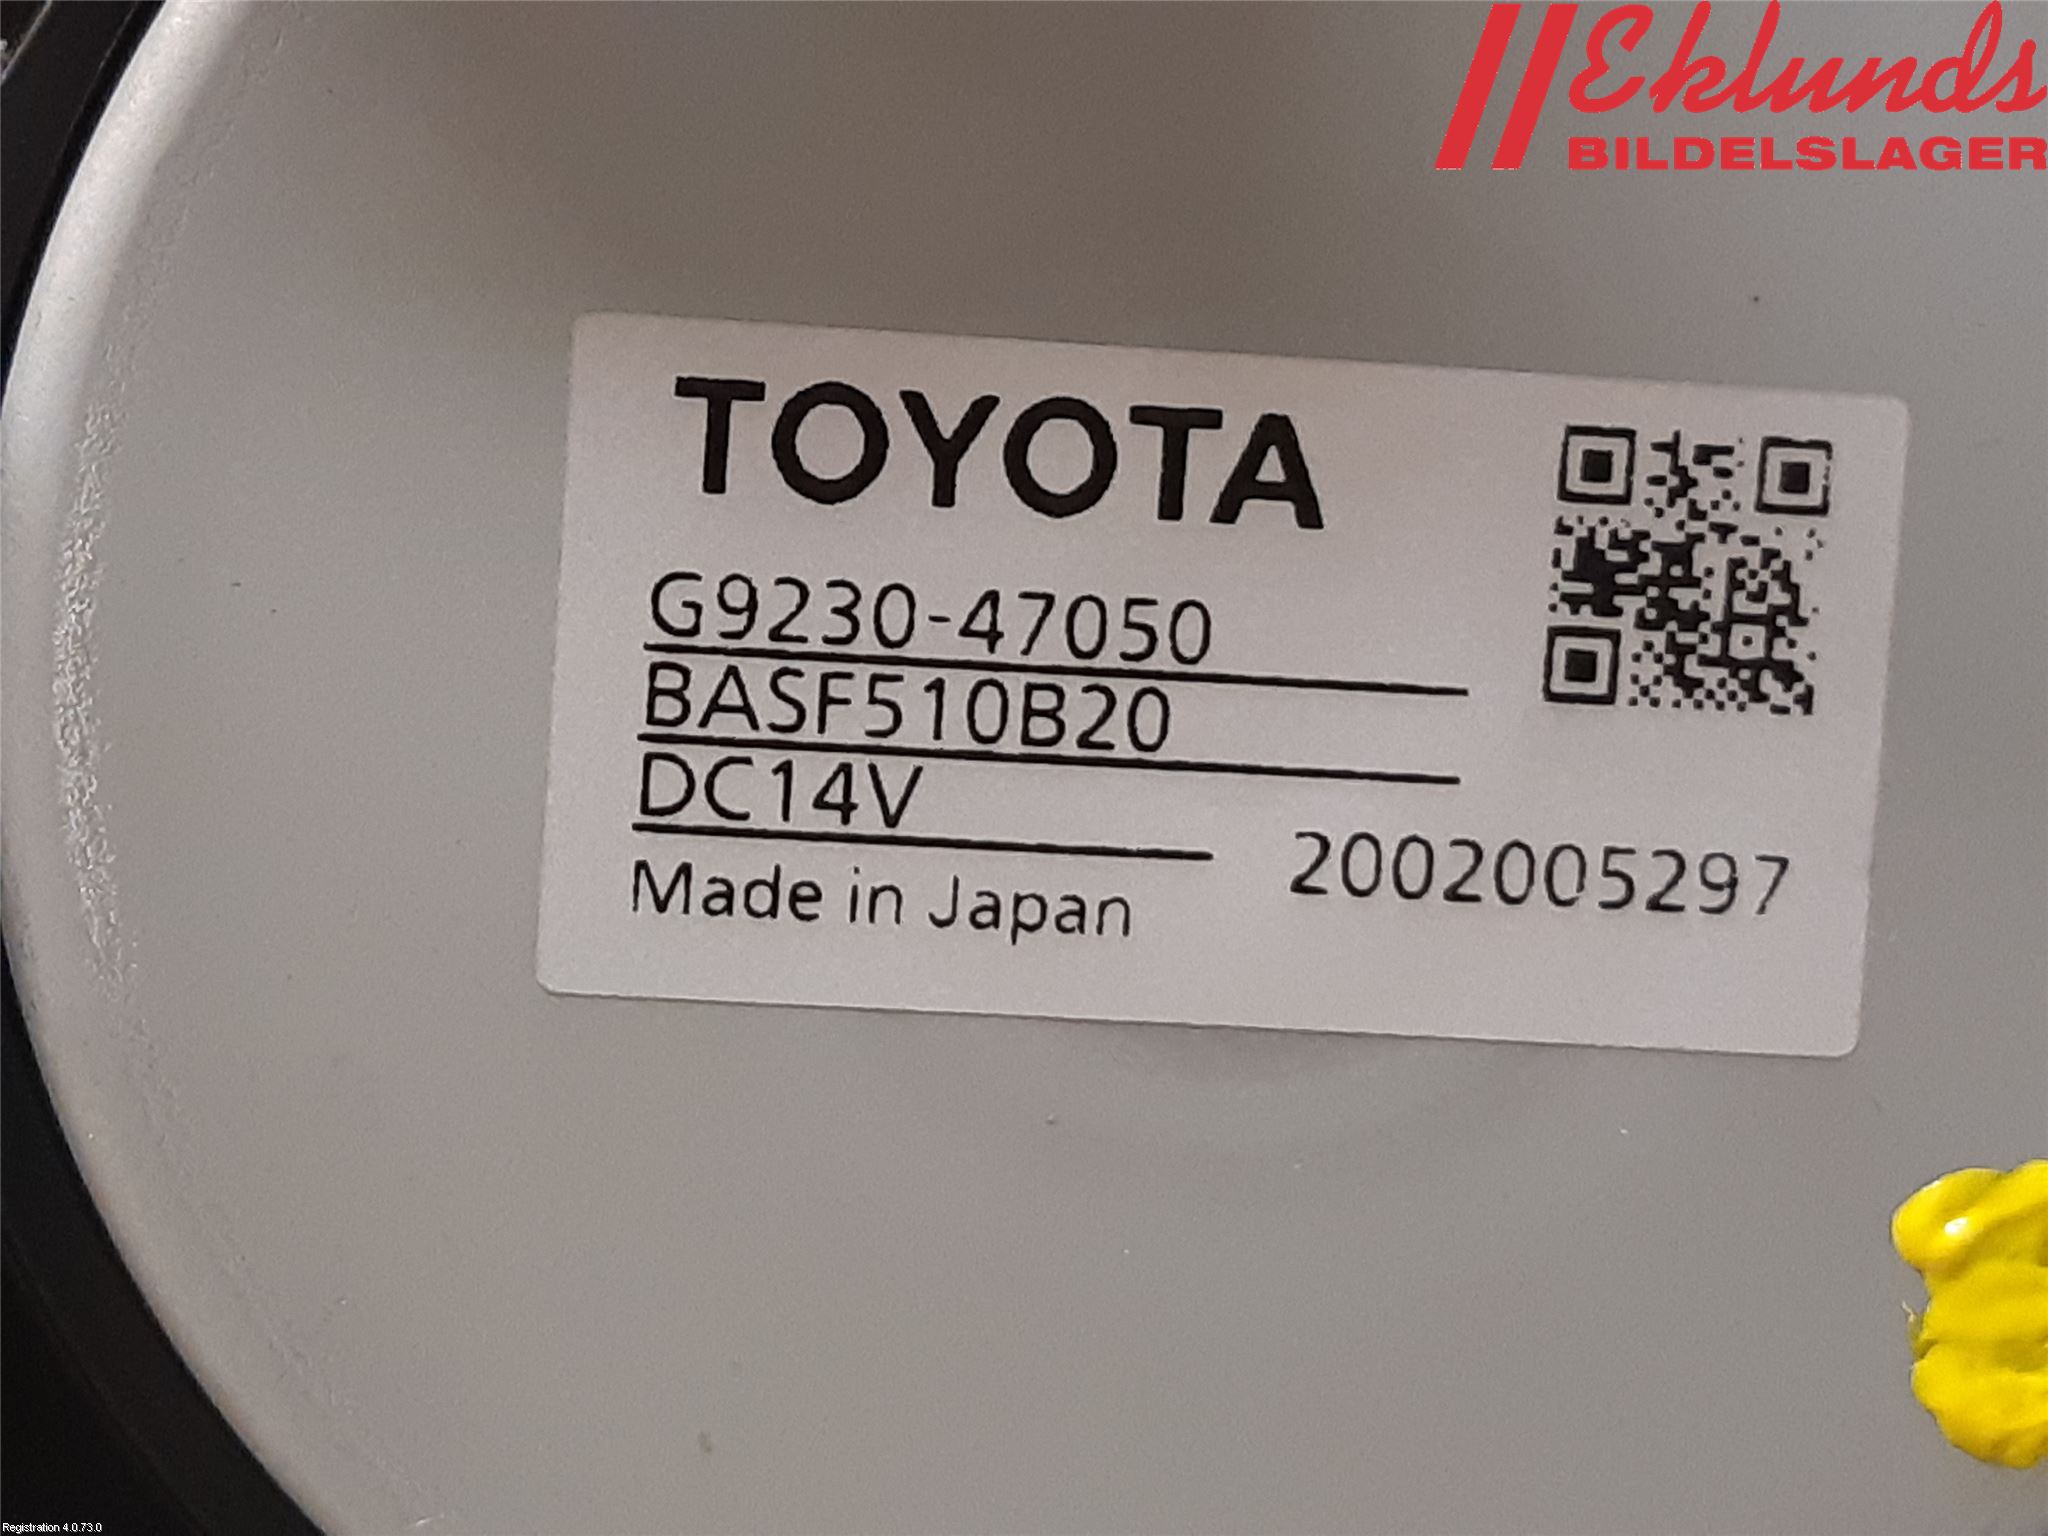 Eklunds
BILDELSLAGER
TOYOTA
G9230-47050
BASF510B20
DC14V
2002005297
Made in Japan
Registration 4.0.73.0